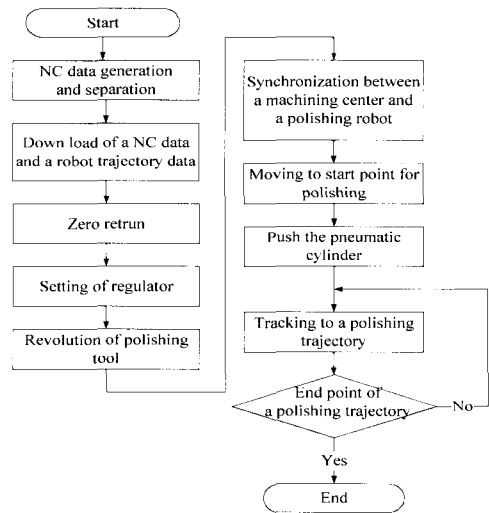 Start
NC data generation
and separation
Down load of a NC data
and a robot trajectory data
Zero retrun
Setting of regulator
Revolution of polishing
tool
Synchronization between
a machining center and
a polishing robot
Moving to start point for
polishing
Push the pneumatic
cylinder
Tracking to a polishing
trajectory
End point of
a polishing trajectory
No
Yes
End